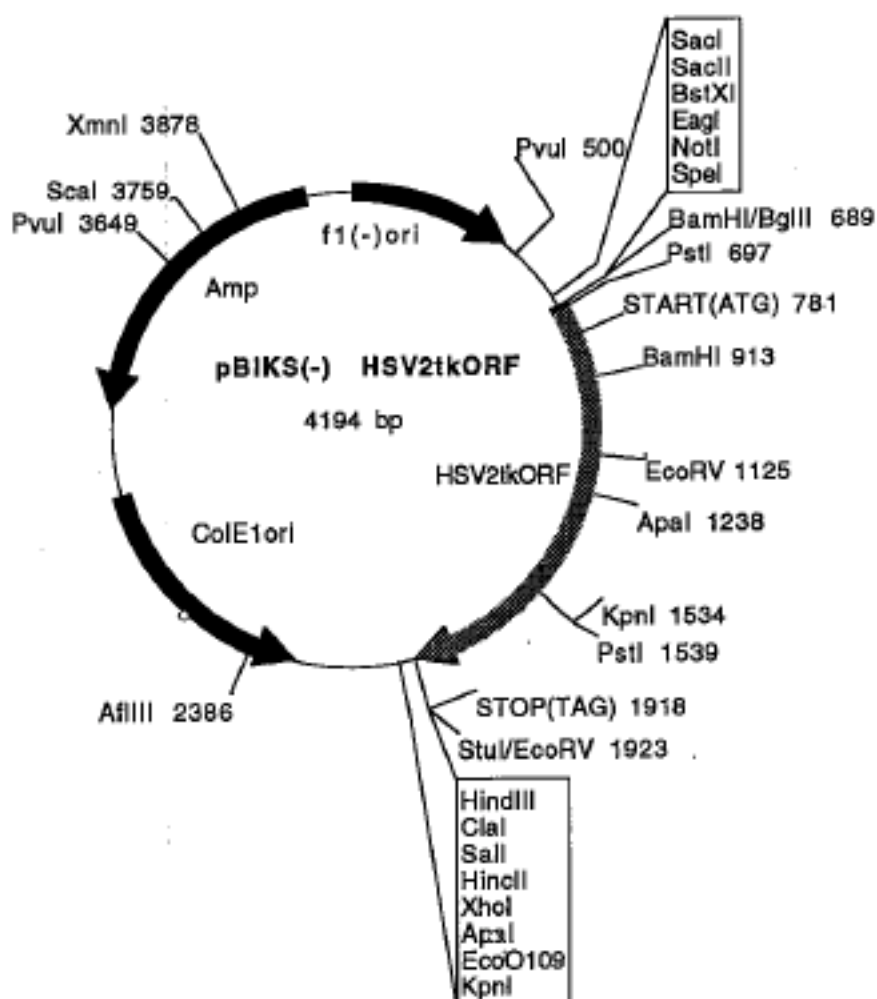 SacI
SacII
BstXI
EagI
NotI
SpeI
XmnI 3878
PvuI 500
ScaI 3759
PvuI 3649
BamHI/BglII 689
f1(-)ori
PstI 697
Amp
START(ATG) 781
BamHI 913
pBIKS(-) HSV2tkORF
4194 bp
HSV2tkORF
EcoRV 1125
ApaI 1238
ColE1ori
KpnI 1534
PstI 1539
AflIII 2386
STOP(TAG) 1918
StuI/EcoRV 1923
HindIII
ClaI
SalI
HincII
XhoI
ApaI
EcoO109
KpnI